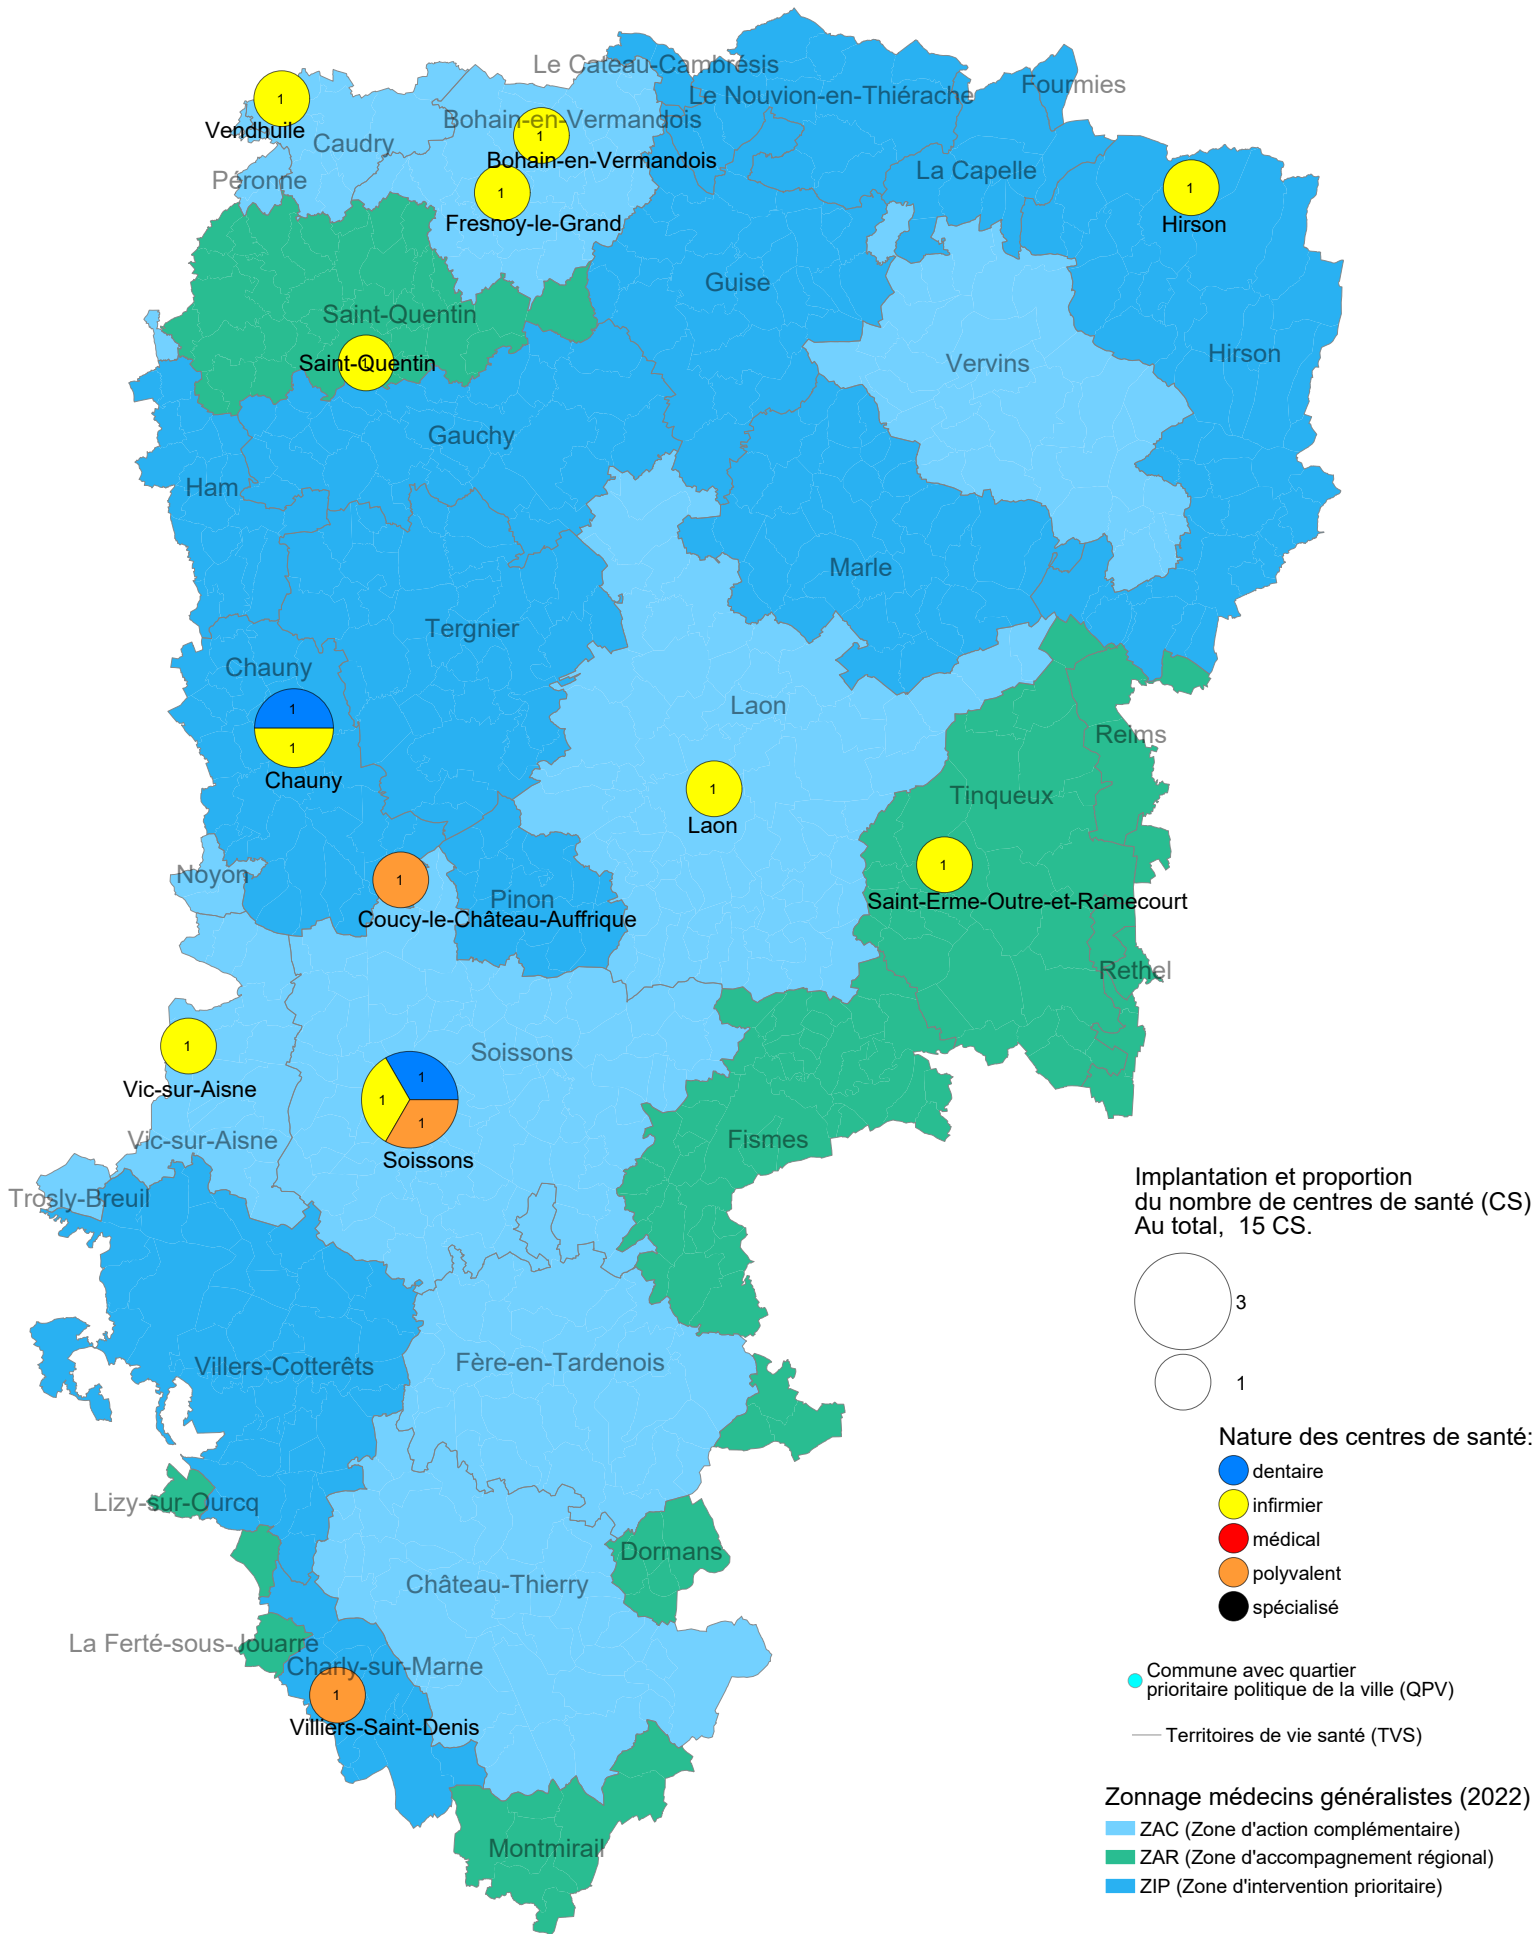 Le Cateau-Cambrésis
Fourmies
Le Nouvion-en-Thiérache
1
Vendhuile
Caudry
Bohain-en-Vermandois
1
Bohain-en-Vermandois
La Capelle
Péronne
1
Fresnoy-le-Grand
1
Hirson
Guise
Saint-Quentin
Saint-Quentin
Vervins
Hirson
Gauchy
Ham
Marle
Tergnier
Chauny
1
1
Chauny
Laon
1
Laon
Reims
Tinqueux
1
Saint-Erme-Outre-et-Ramecourt
Noyon
1
Coucy-le-Château-Auffrique
Pinon
Rethel
1
Vic-sur-Aisne
Soissons
1
1
1
Soissons
Vic-sur-Aisne
Fismes
Trosly-Breuil
Villers-Cotterêts
Fère-en-Tardenois
Lizy-sur-Ourcq
Dormans
Château-Thierry
La Ferté-sous-Jouarre
Charly-sur-Marne
1
Villiers-Saint-Denis
Montmirail
Implantation et proportion
du nombre de centres de santé (CS)
Au total, 15 CS.
3
1
Nature des centres de santé:
dentaire
infirmier
médical
polyvalent
spécialisé
Commune avec quartier
prioritaire politique de la ville (QPV)
Territoires de vie santé (TVS)
Zonnage médecins généralistes (2022)
ZAC (Zone d'action complémentaire)
ZAR (Zone d'accompagnement régional)
ZIP (Zone d'intervention prioritaire)